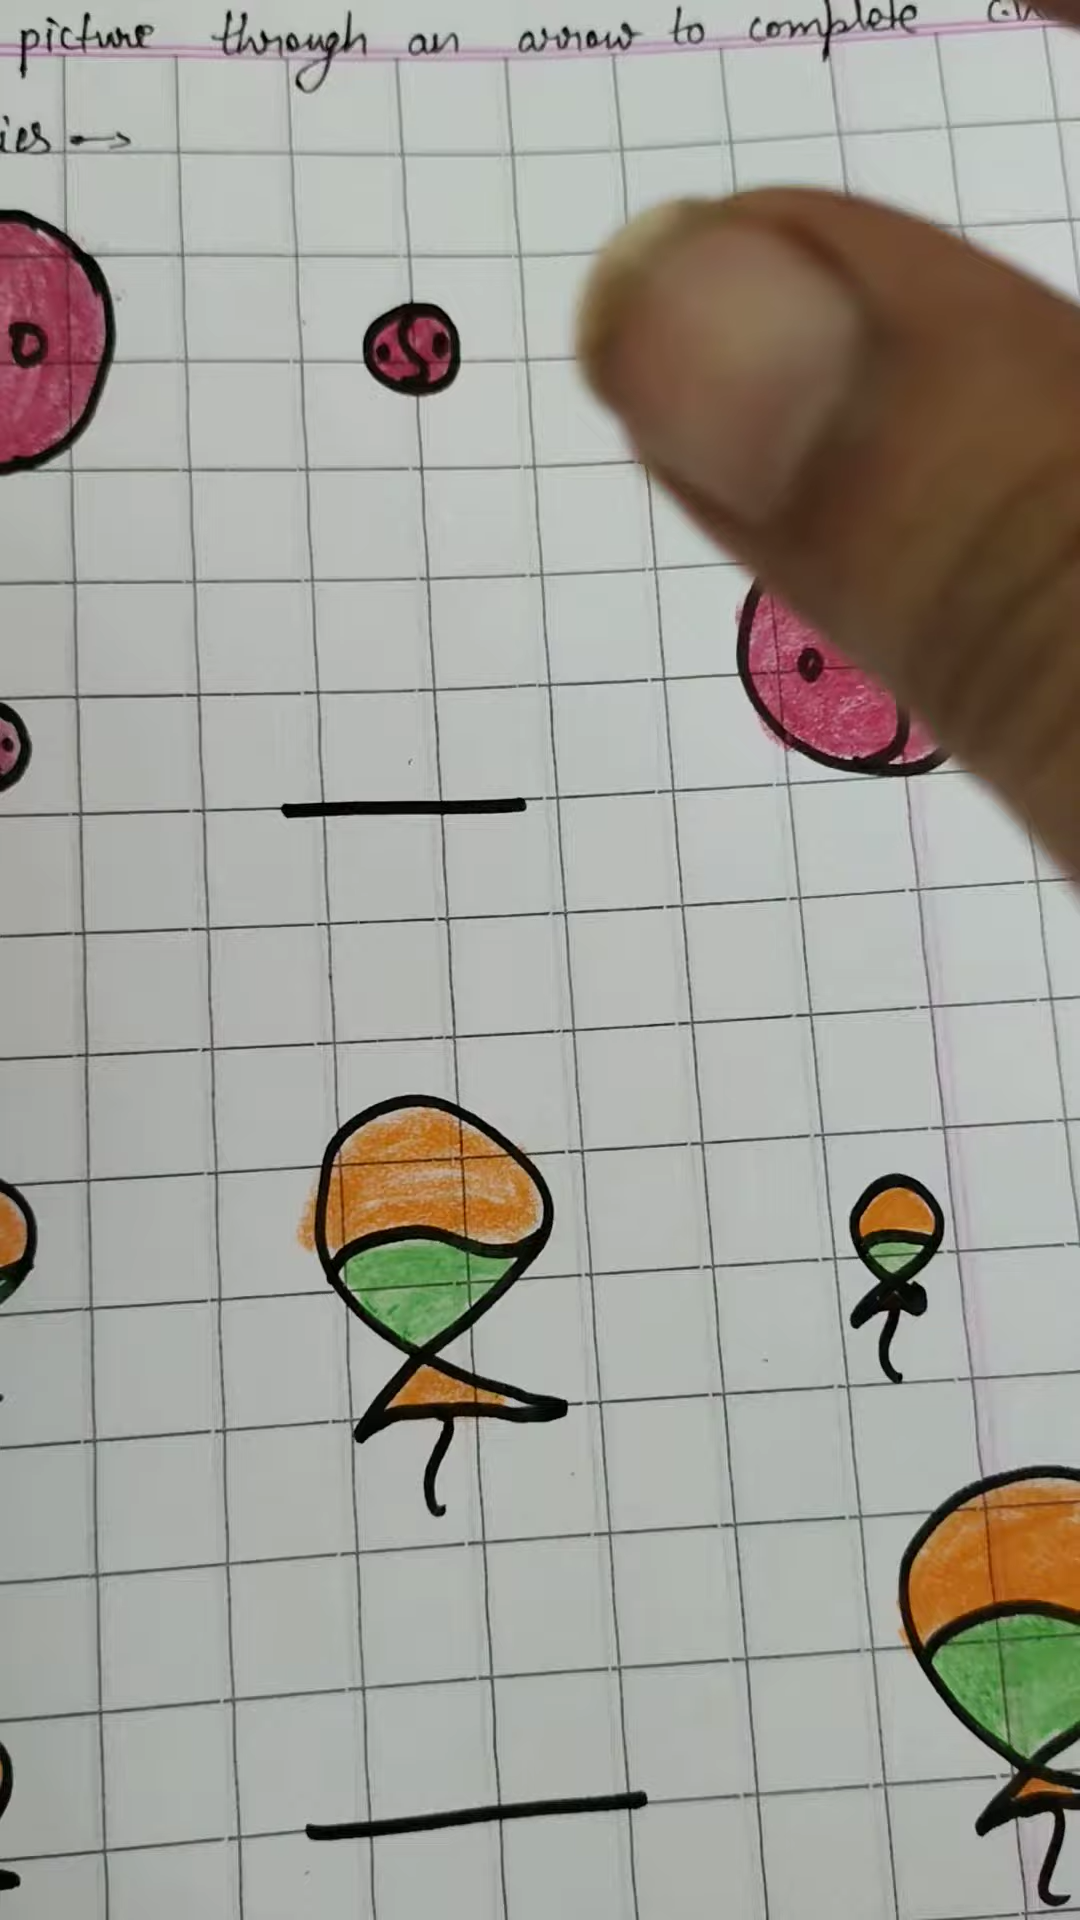 picture through an arrow to complete
ies →